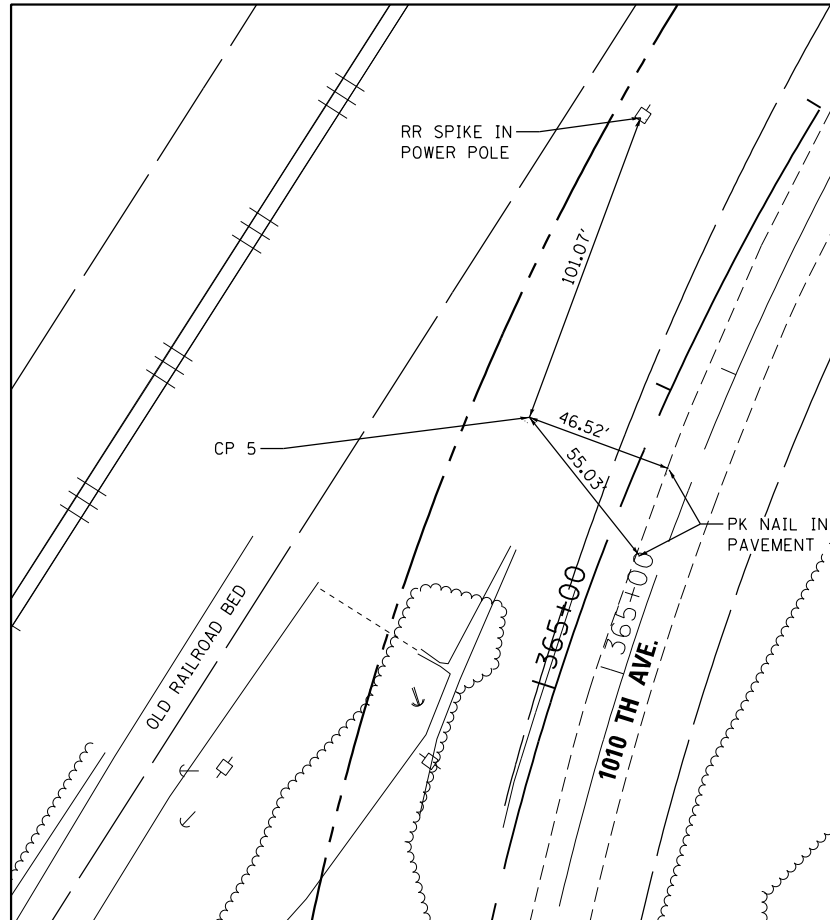 RR SPIKE IN
POWER POLE
101.07'
CP 5
46.52'
55.03'
PK NAIL IN
PAVEMENT
OLD RAILROAD BED
365+00
365+00
1010 TH AVE.